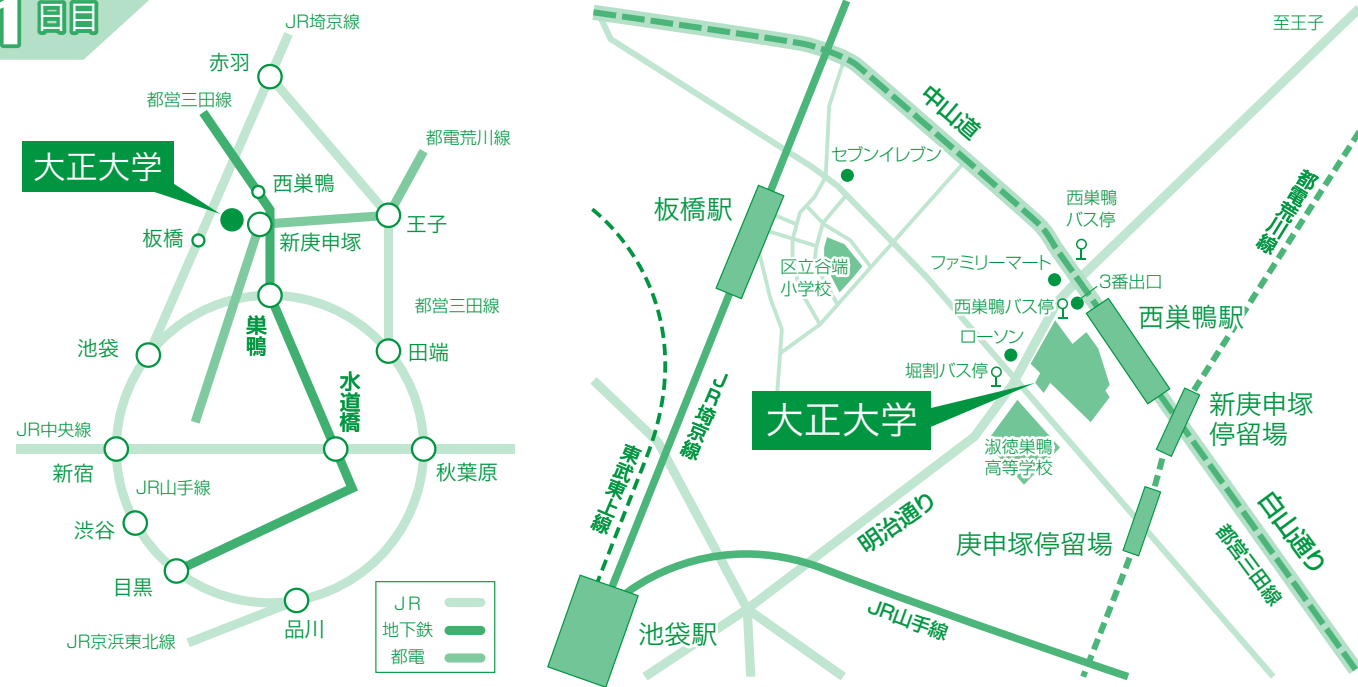 1回目
JR埼京線
赤羽
都営三田線
都電荒川線
大正大学
西巣鴨
王子
板橋
新庚申塚
都営三田線
巣鴨
池袋
田端
水道橋
JR中央線
新宿
秋葉原
JR山手線
渋谷
目黒
品川
JR京浜東北線
JR
地下鉄
都電
至王子
中山道
セブンイレブン
都電荒川線
板橋駅
西巣鴨
バス停
区立谷端
小学校
ファミリーマート
3番出口
西巣鴨バス停
西巣鴨駅
ローソン
堀割バス停
JR埼京線
大正大学
新庚申塚
停留場
淑徳巣鴨
高等学校
東武東上線
明治通り
白山通り
庚申塚停留場
都営三田線
池袋駅
JR山手線